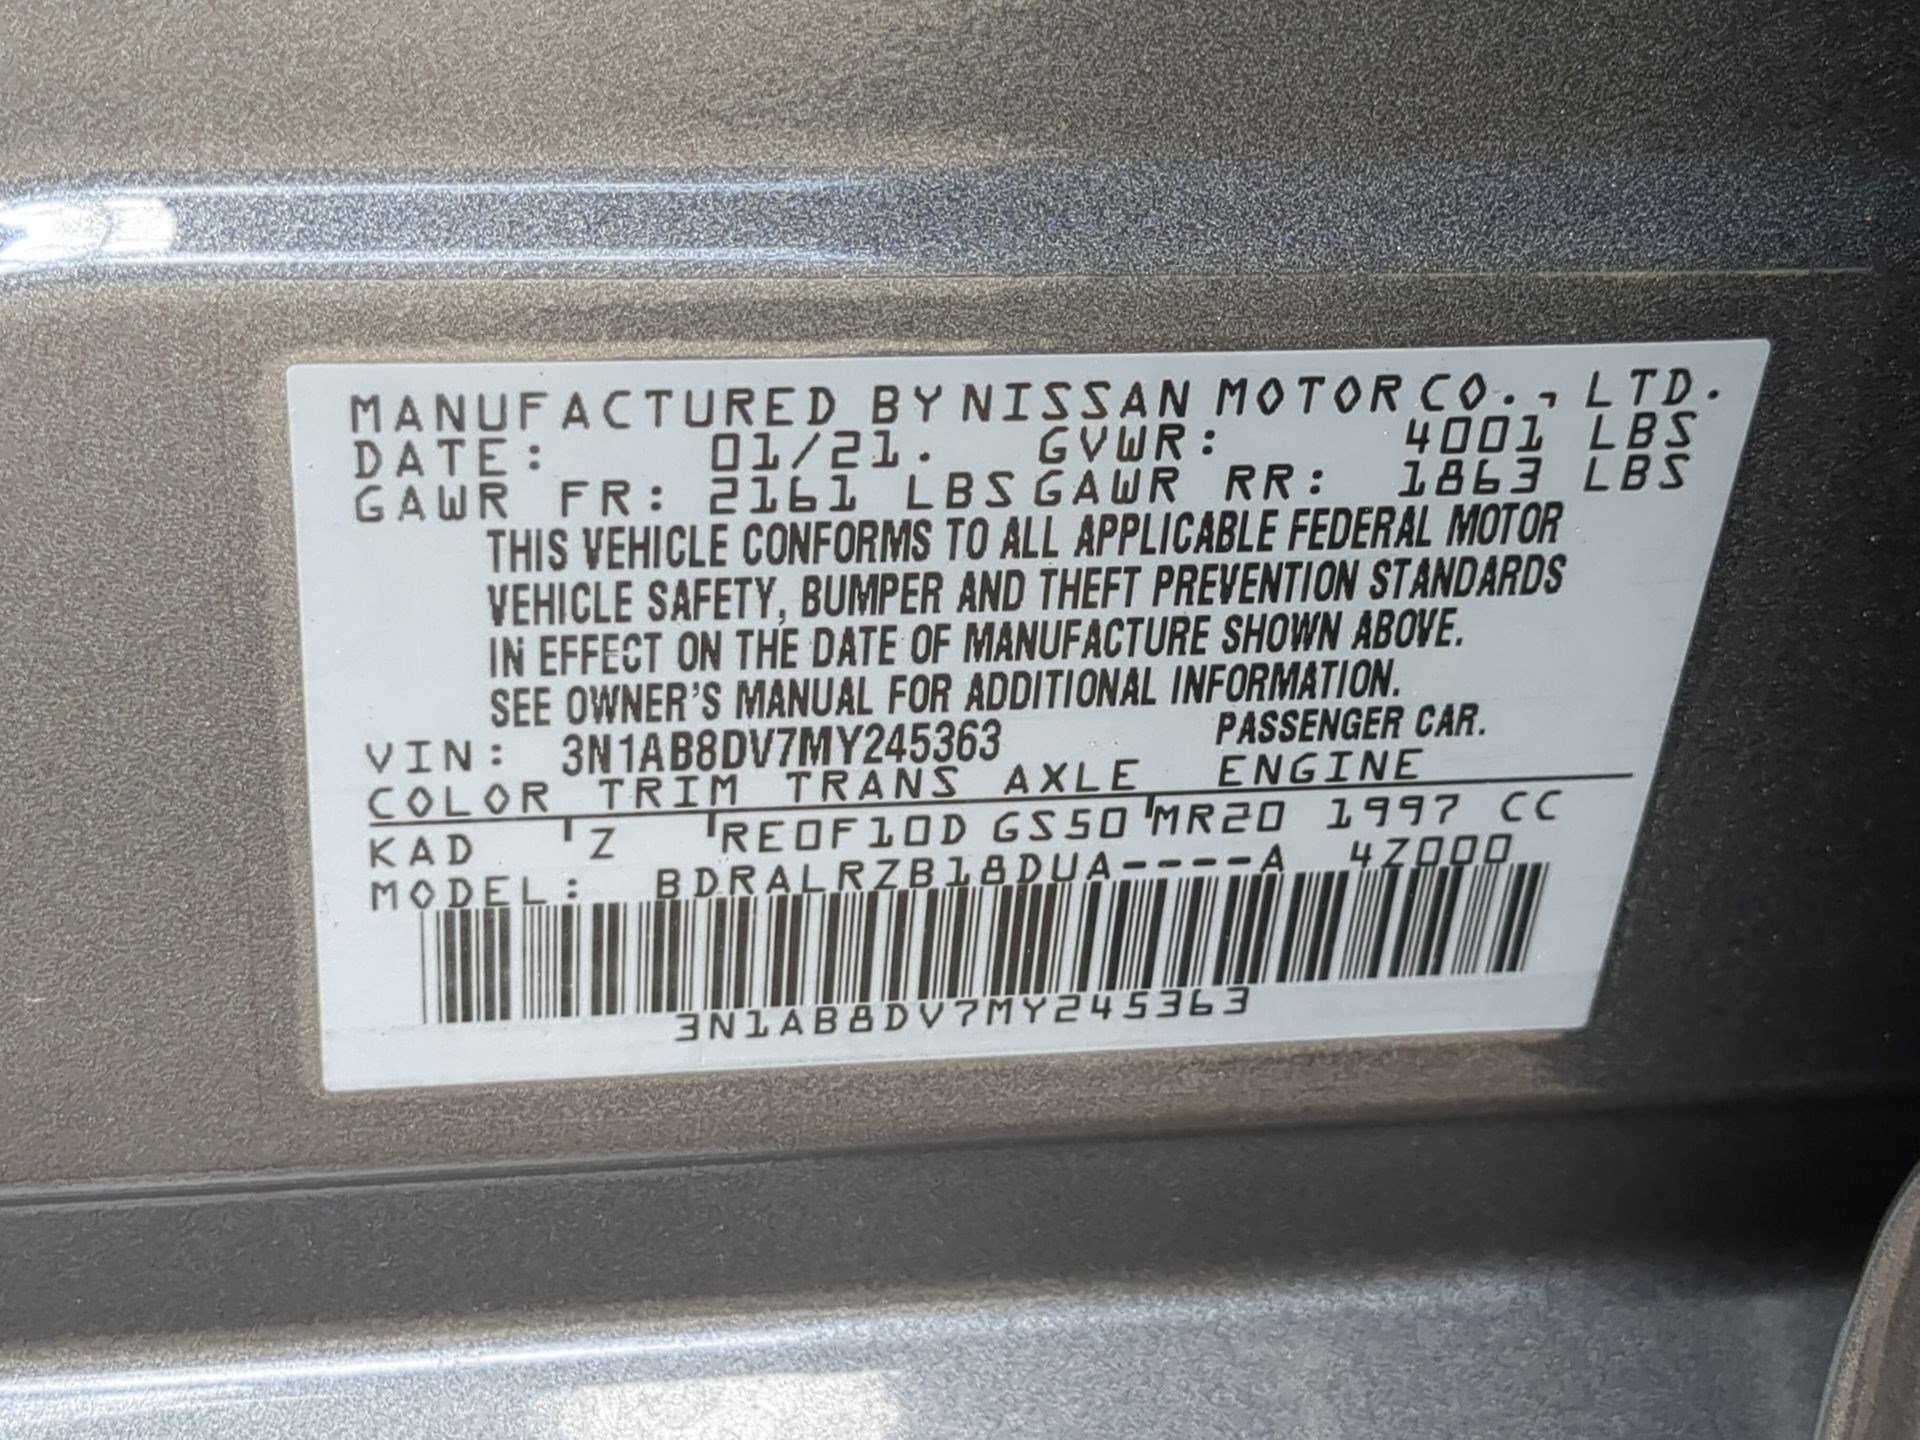 MANUFACTURED BY NISSAN MOTOR CO., LTD.
DATE: 01/21. GVWR: 4001 LBS
GAWR FR: 2161 LBS GAWR RR: 1863 LBS
THIS VEHICLE CONFORMS TO ALL APPLICABLE FEDERAL MOTOR
VEHICLE SAFETY, BUMPER AND THEFT PREVENTION STANDARDS
IN EFFECT ON THE DATE OF MANUFACTURE SHOWN ABOVE.
SEE OWNER'S MANUAL FOR ADDITIONAL INFORMATION.
VIN: 3N1AB8DV7MY245363 PASSENGER CAR.
COLOR TRIM TRANS AXLE ENGINE
KAD Z RE0F10D GS50 MR20 1997 CC
MODEL: BDRALRZB18DUA----A 4Z000
3N1AB8DV7MY245363